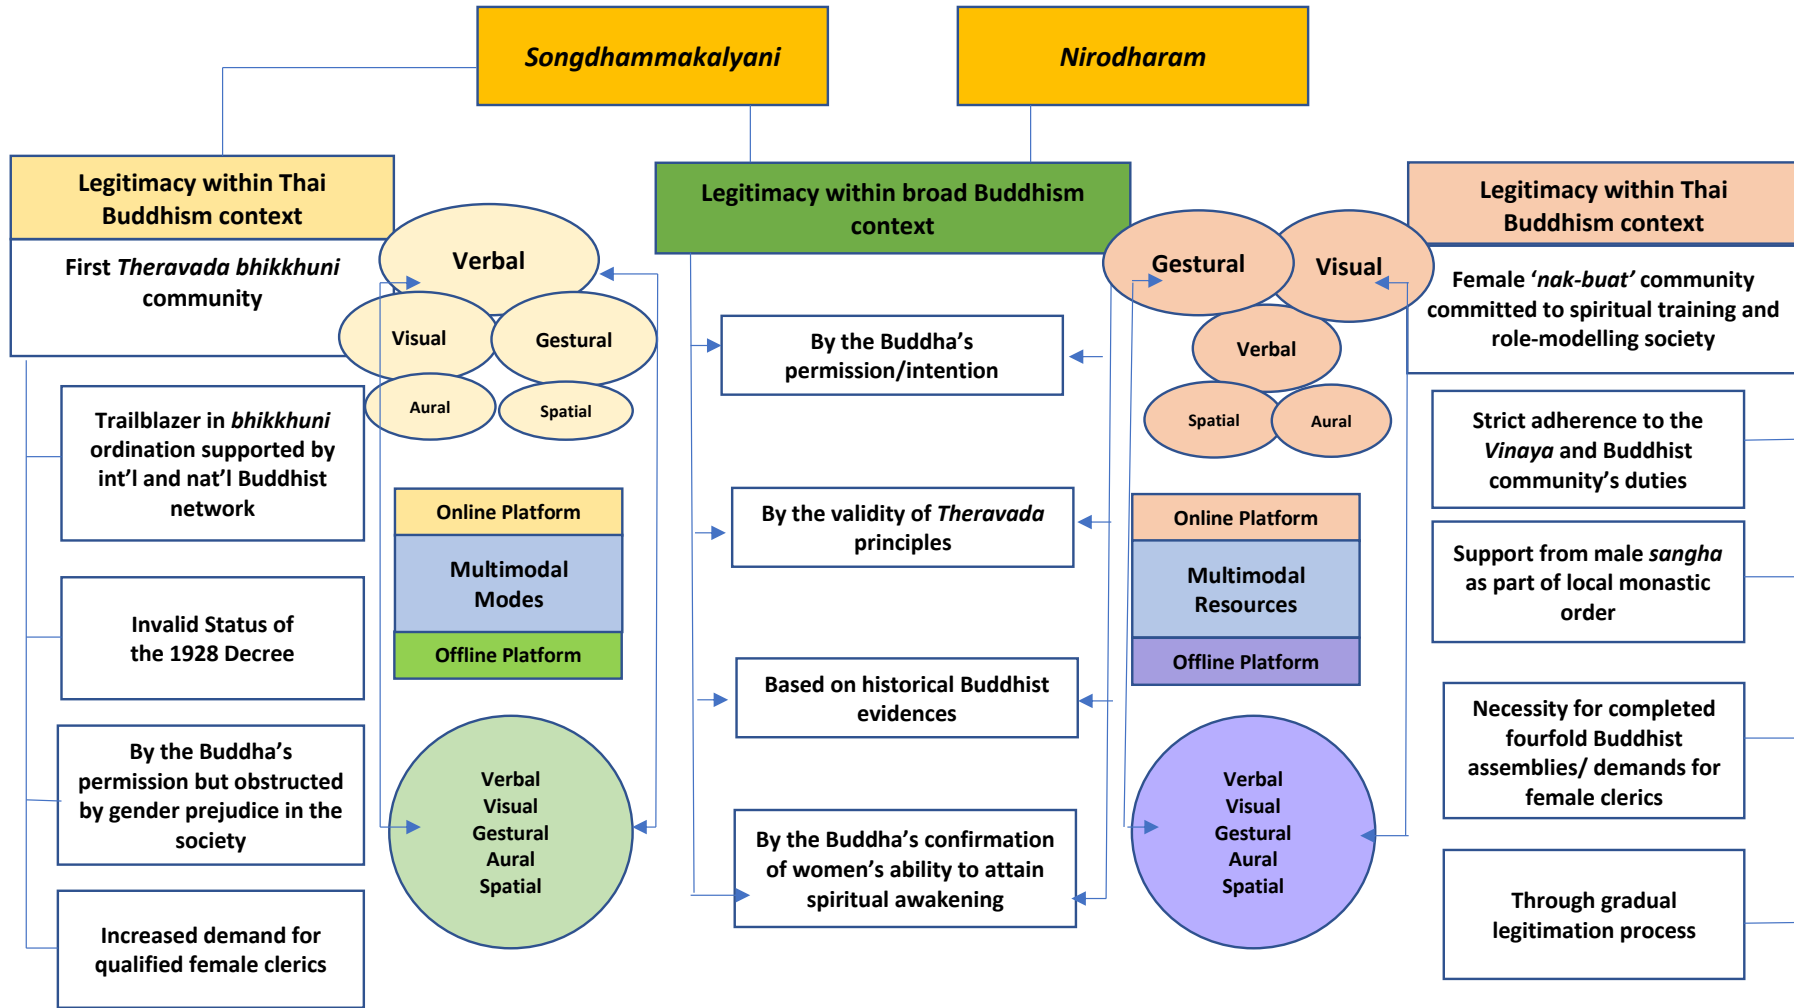 Songdhammakalyani
Nirodharam
Legitimacy within Thai
Buddhism context
First Theravada bhikkhuni
community
Trailblazer in bhikkhuni
ordination supported by
int’l and nat’l Buddhist
network
Invalid Status of
the 1928 Decree
By the Buddha’s
permission but obstructed
by gender prejudice in the
society
Increased demand for
qualified female clerics
Verbal
Visual
Gestural
Aural
Spatial
Online Platform
Multimodal
Modes
Offline Platform
Verbal
Visual
Gestural
Aural
Spatial
Legitimacy within broad Buddhism
context
By the Buddha’s
permission/intention
By the validity of Theravada
principles
Based on historical Buddhist
evidences
By the Buddha’s confirmation
of women’s ability to attain
spiritual awakening
Gestural
Visual
Verbal
Spatial
Aural
Online Platform
Multimodal
Resources
Offline Platform
Verbal
Visual
Gestural
Aural
Spatial
Legitimacy within Thai
Buddhism context
Female ‘nak-buat’ community
committed to spiritual training and
role-modelling society
Strict adherence to the
Vinaya and Buddhist
community’s duties
Support from male sangha
as part of local monastic
order
Necessity for completed
fourfold Buddhist
assemblies/ demands for
female clerics
Through gradual
legitimation process